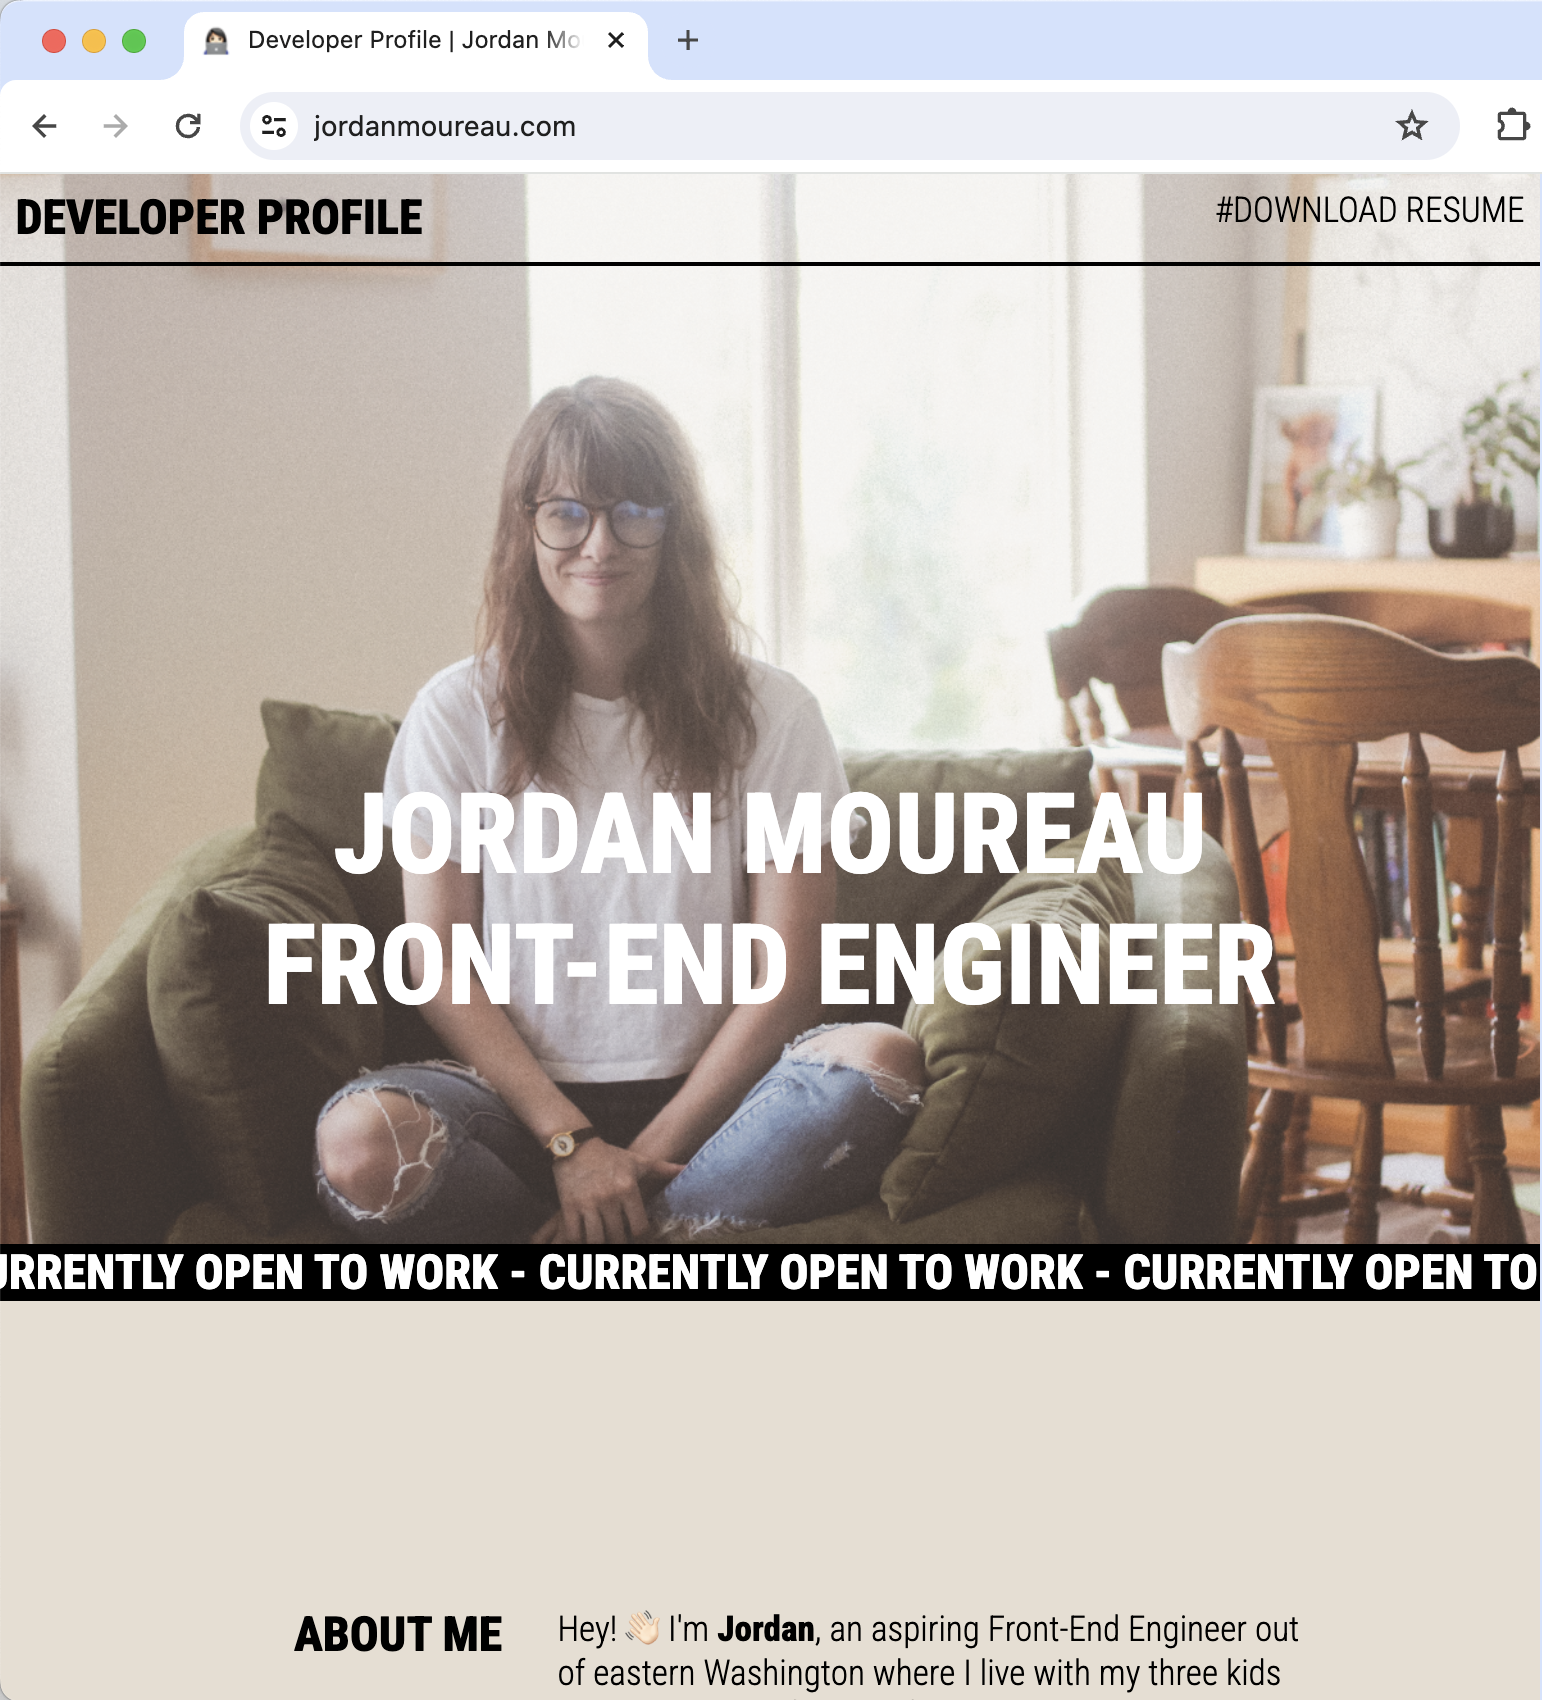 Developer Profile | Jordan Mo
jordanmoureau.com
DEVELOPER PROFILE
#DOWNLOAD RESUME
JORDAN MOUREAU
FRONT-END ENGINEER
URRENTLY OPEN TO WORK - CURRENTLY OPEN TO WORK - CURRENTLY OPEN TO
ABOUT ME
Hey! 👋🏻 I'm Jordan, an aspiring Front-End Engineer out
of eastern Washington where I live with my three kids